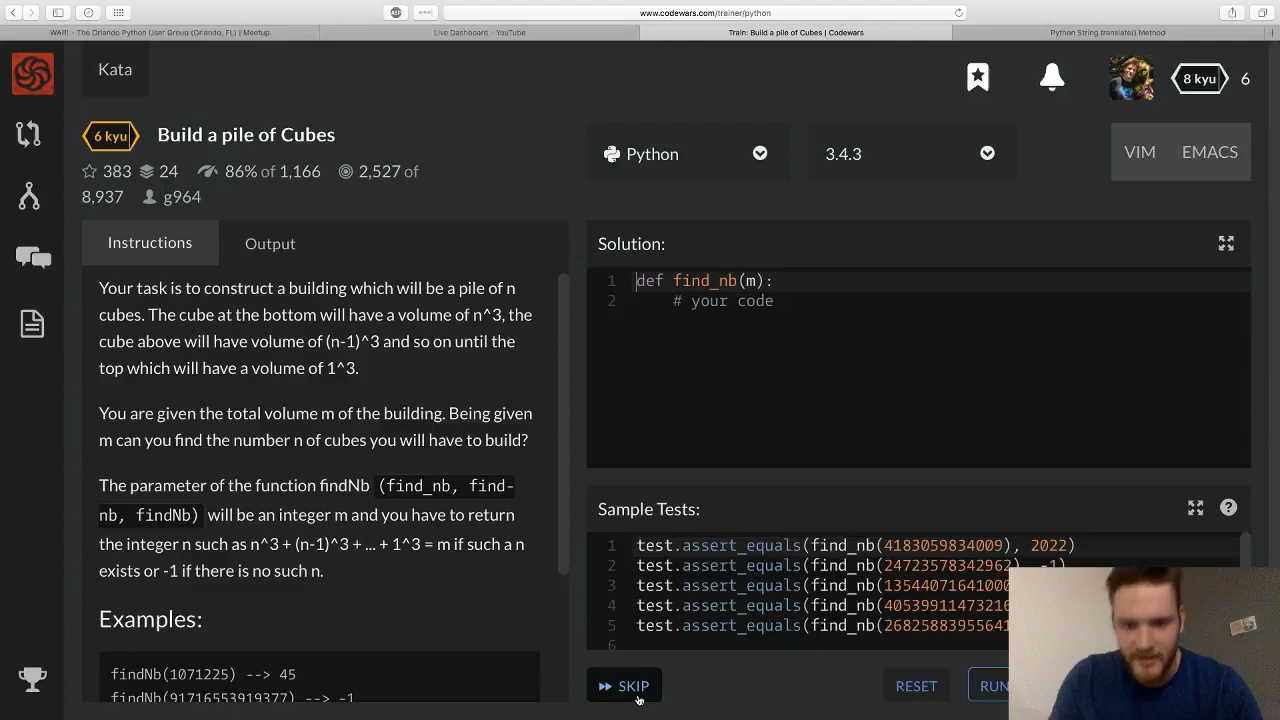 www.codewars.com/trainer/python
WAR! - The Orlando Python User Group (Orlando, FL) | Meetup
Live Dashboard - YouTube
Train: Build a pile of Cubes | Codewars
Python String translate() Method
Kata
8 kyu
6
6 kyu
Build a pile of Cubes
383 24 86% of 1,166 2,527 of
8,937 g964
Python
3.4.3
VIM EMACS
Instructions
Output
Your task is to construct a building which will be a pile of n
cubes. The cube at the bottom will have a volume of n^3, the
cube above will have volume of (n-1)^3 and so on until the
top which will have a volume of 1^3.
You are given the total volume m of the building. Being given
m can you find the number n of cubes you will have to build?
The parameter of the function findNb (find_nb, find-
nb, findNb) will be an integer m and you have to return
the integer n such as n^3 + (n-1)^3 + ... + 1^3 = m if such a n
exists or -1 if there is no such n.
Examples:
findNb(1071225) --> 45
findNb(91716553919377) --> -1
Solution:
1 def find_nb(m):
2 # your code
Sample Tests:
1 test.assert_equals(find_nb(4183059834009), 2022)
2 test.assert_equals(find_nb(24723578342962), -1)
3 test.assert_equals(find_nb(13544071641000
4 test.assert_equals(find_nb(40539911473216
5 test.assert_equals(find_nb(26825883955641
6
SKIP
RESET
RUN